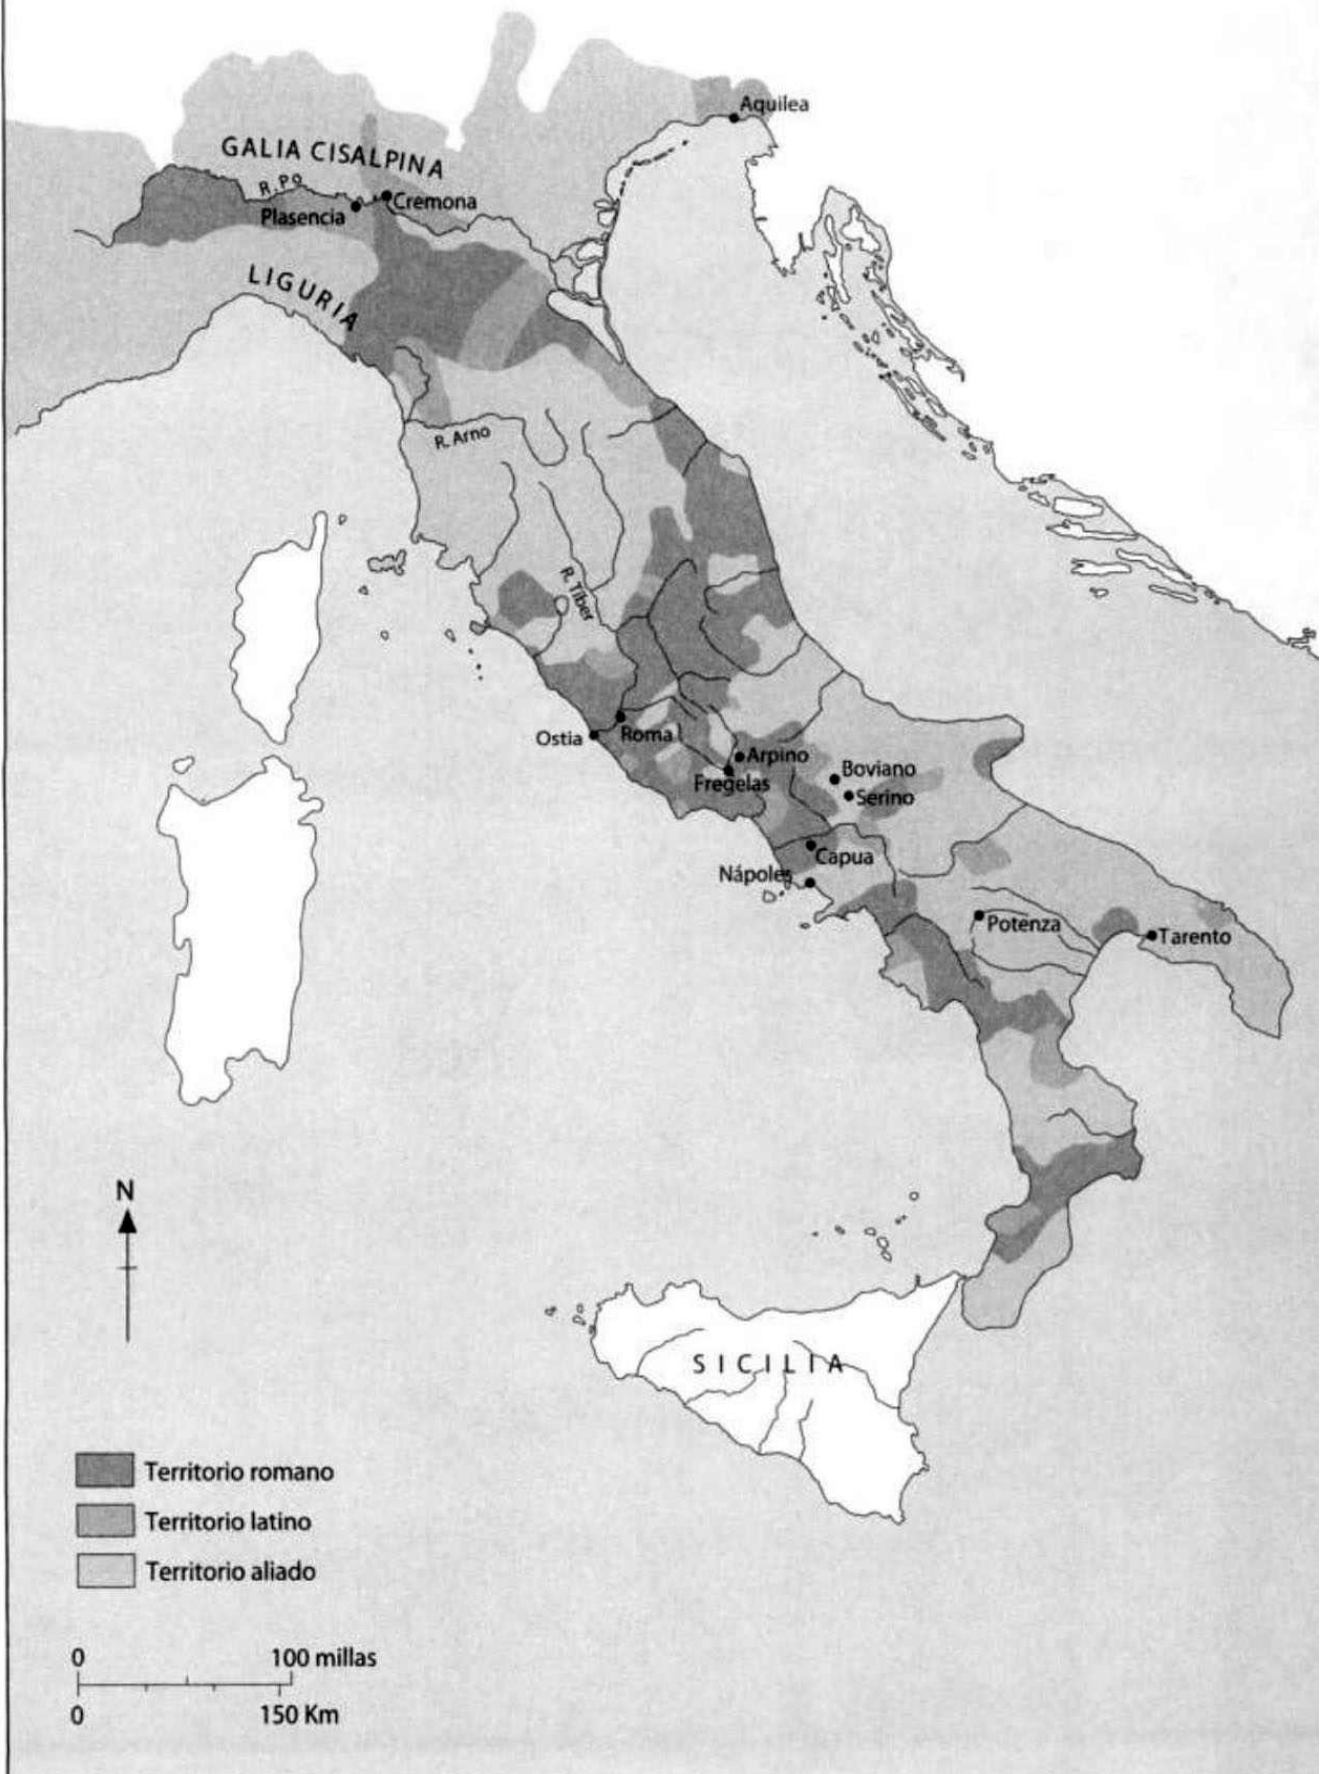 Aquilea
GALIA CISALPINA
R. Po
Cremona
Plasencia
LIGURIA
R. Arno
R. Tiber
Ostia
Roma
Arpino
Fregelas
Boviano
Serino
Capua
Nápoles
Potenza
Tarento
N
SICILIA
Territorio romano
Territorio latino
Territorio aliado
0 100 millas
0 150 Km